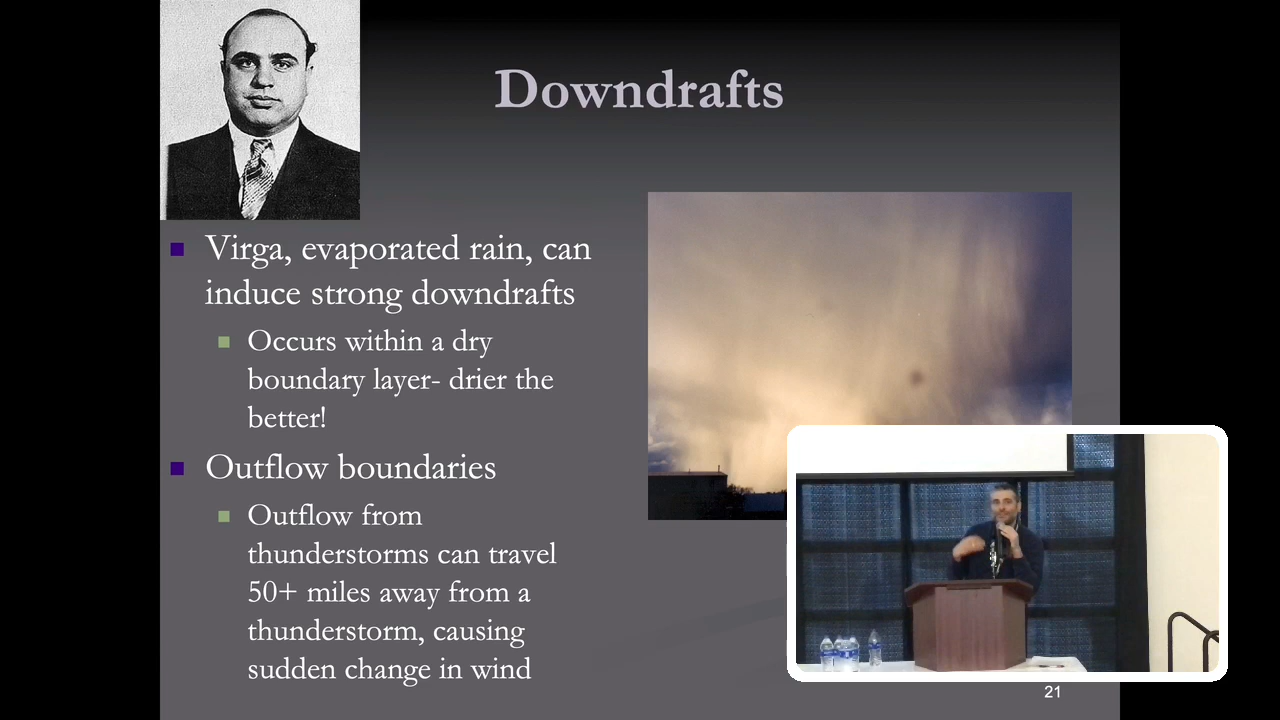 Downdrafts
Virga, evaporated rain, can
induce strong downdrafts
Occurs within a dry
boundary layer- drier the
better!
Outflow boundaries
Outflow from
thunderstorms can travel
50+ miles away from a
thunderstorm, causing
sudden change in wind
21